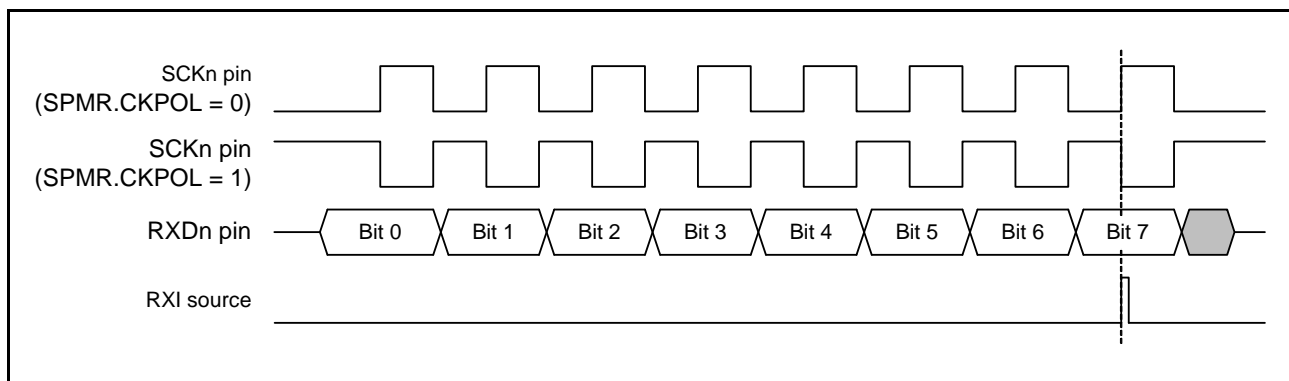 SCKn pin
(SPMR.CKPOL = 0)
SCKn pin
(SPMR.CKPOL = 1)
RXDn pin
Bit 0 Bit 1 Bit 2 Bit 3 Bit 4 Bit 5 Bit 6 Bit 7
RXI source